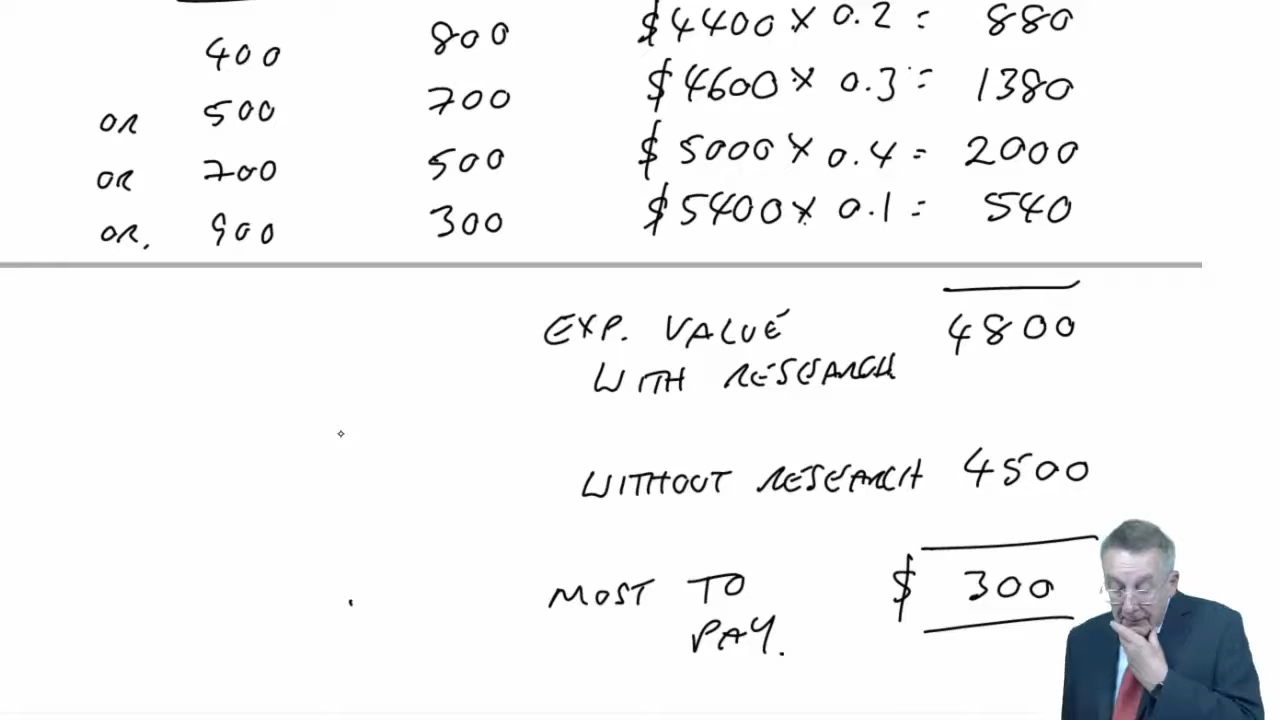 400 800 $4400 × 0.2 = 880
OR 500 700 $4600 × 0.3 = 1380
OR 700 500 $5000 × 0.4 = 2000
OR. 900 300 $5400 × 0.1 = 540
EXP. VALUE 4800
WITH RESEARCH
WITHOUT RESEARCH 4500
MOST TO $ 300
PAY.